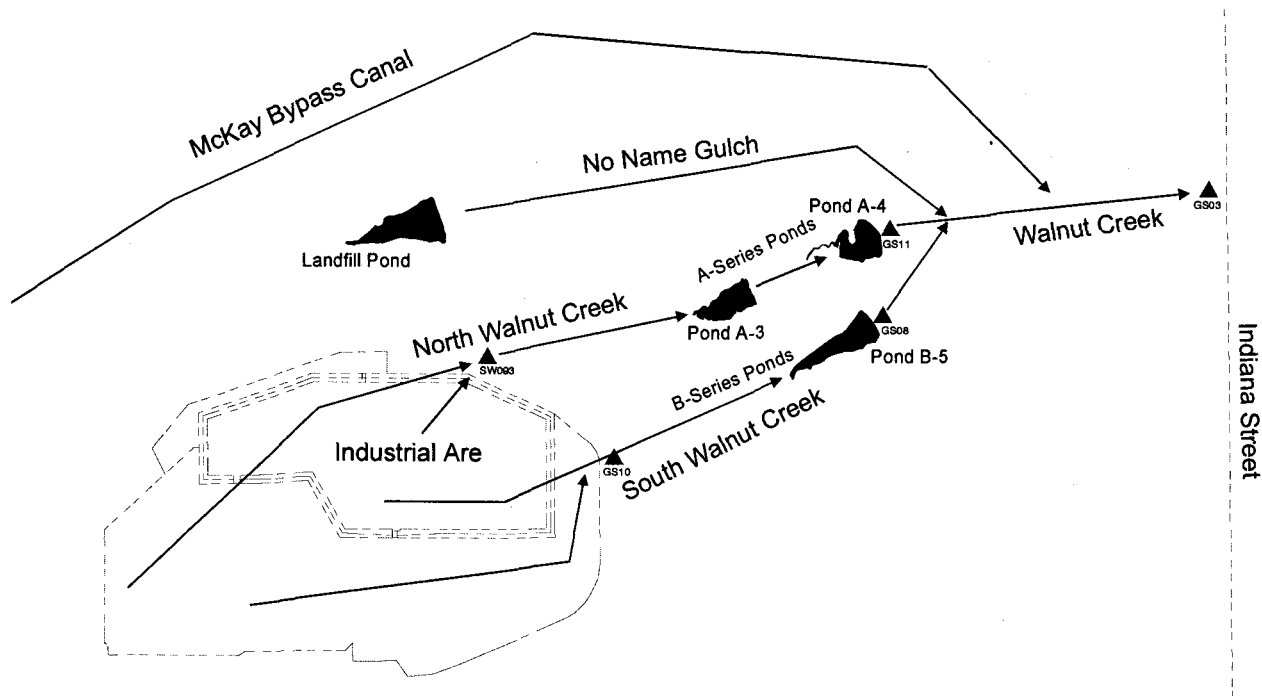 McKay Bypass Canal
No Name Gulch
Pond A-4
GS03
GS11
Walnut Creek
A-Series Ponds
Landfill Pond
North Walnut Creek
Pond A-3
GS08
Pond B-5
SW093
B-Series Ponds
Indiana Street
Industrial Are
South Walnut Creek
GS10